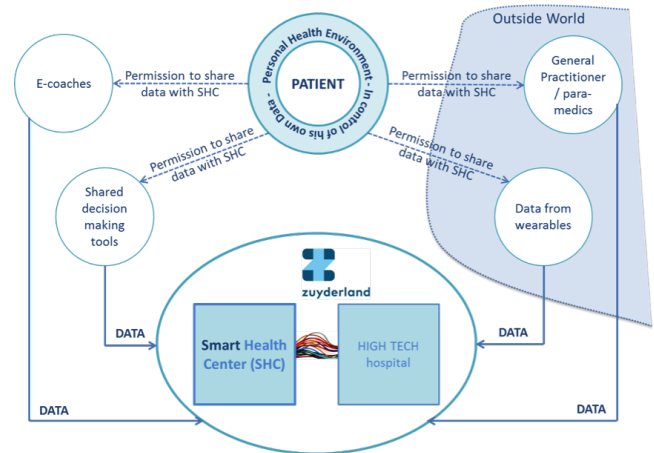 Outside World
Personal Health Environment - In control of his own Data -
PATIENT
E-coaches
Permission to share
data with SHC
Permission to share
data with SHC
General
Practitioner
/ para-
medics
Permission to share
data with SHC
Permission to share
data with SHC
Shared
decision
making
tools
Data from
wearables
zuyderland
DATA
Smart Health
Center (SHC)
HIGH TECH
hospital
DATA
DATA
DATA